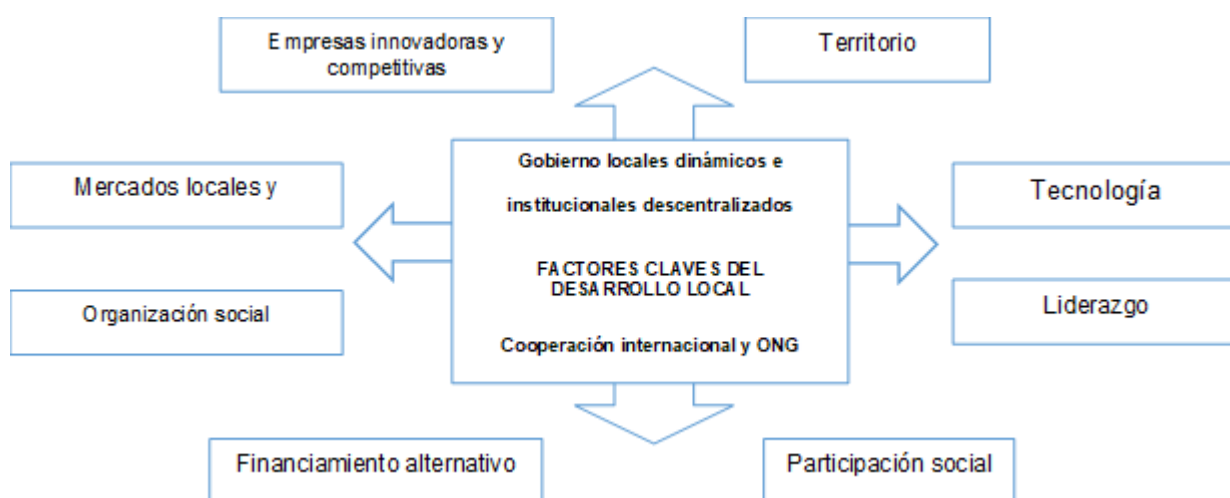 Empresas innovadoras y
competitivas
Territorio
Mercados locales y
Gobierno locales dinámicos e
institucionales descentralizados
FACTORES CLAVES DEL
DESARROLLO LOCAL
Cooperación internacional y ONG
Tecnología
Organización social
Liderazgo
Financiamiento alternativo
Participación social